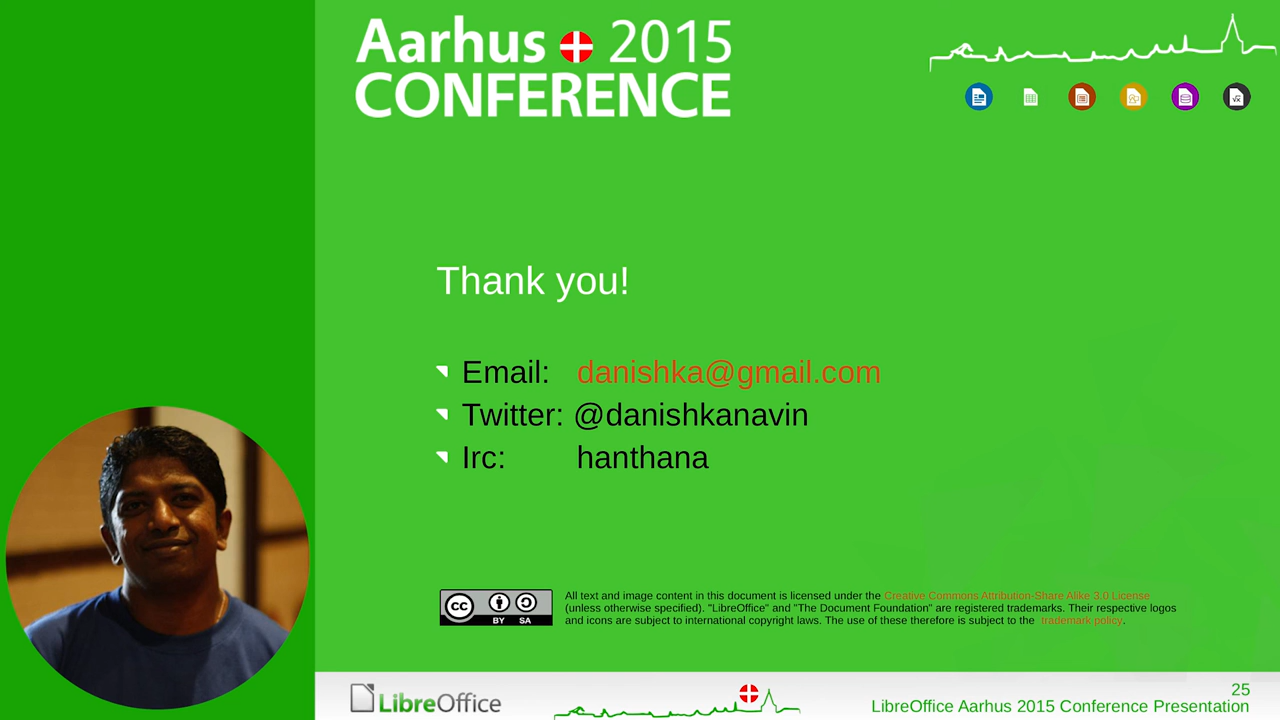 Aarhus 2015
CONFERENCE
Thank you!
Email: danishka@gmail.com
Twitter: @danishkanavin
Irc: hanthana
cc BY SA
All text and image content in this document is licensed under the Creative Commons Attribution-Share Alike 3.0 License
(unless otherwise specified). "LibreOffice" and "The Document Foundation" are registered trademarks. Their respective logos
and icons are subject to international copyright laws. The use of these therefore is subject to the trademark policy.
LibreOffice
25
LibreOffice Aarhus 2015 Conference Presentation